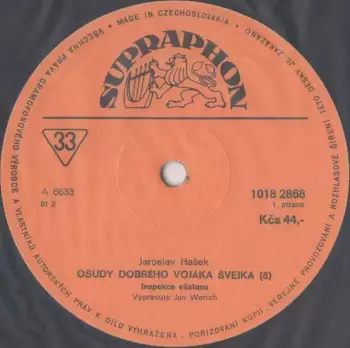 MADE IN CZECHOSLOVAKIA • VŠECHNA PRÁVA GRAMOFONOVÉHO VÝROBCE A VLASTNÍKŮ AUTORSKÝCH PRÁV K DÍLU VYHRAZENA. POŘIZOVÁNÍ KOPIÍ, VEŘEJNÉ PROVOZOVÁNÍ A ROZHLASOVÉ ŠÍŘENÍ TÉTO DESKY JE ZAKÁZÁNO
SUPRAPHON
33
A 6633
St 2
1018 2868
1. strana
Kčs 44,-
Jaroslav Hašek
OSUDY DOBRÉHO VOJÁKA ŠVEJKA (6)
Inspekce ešalonu
Vypravuje Jan Werich